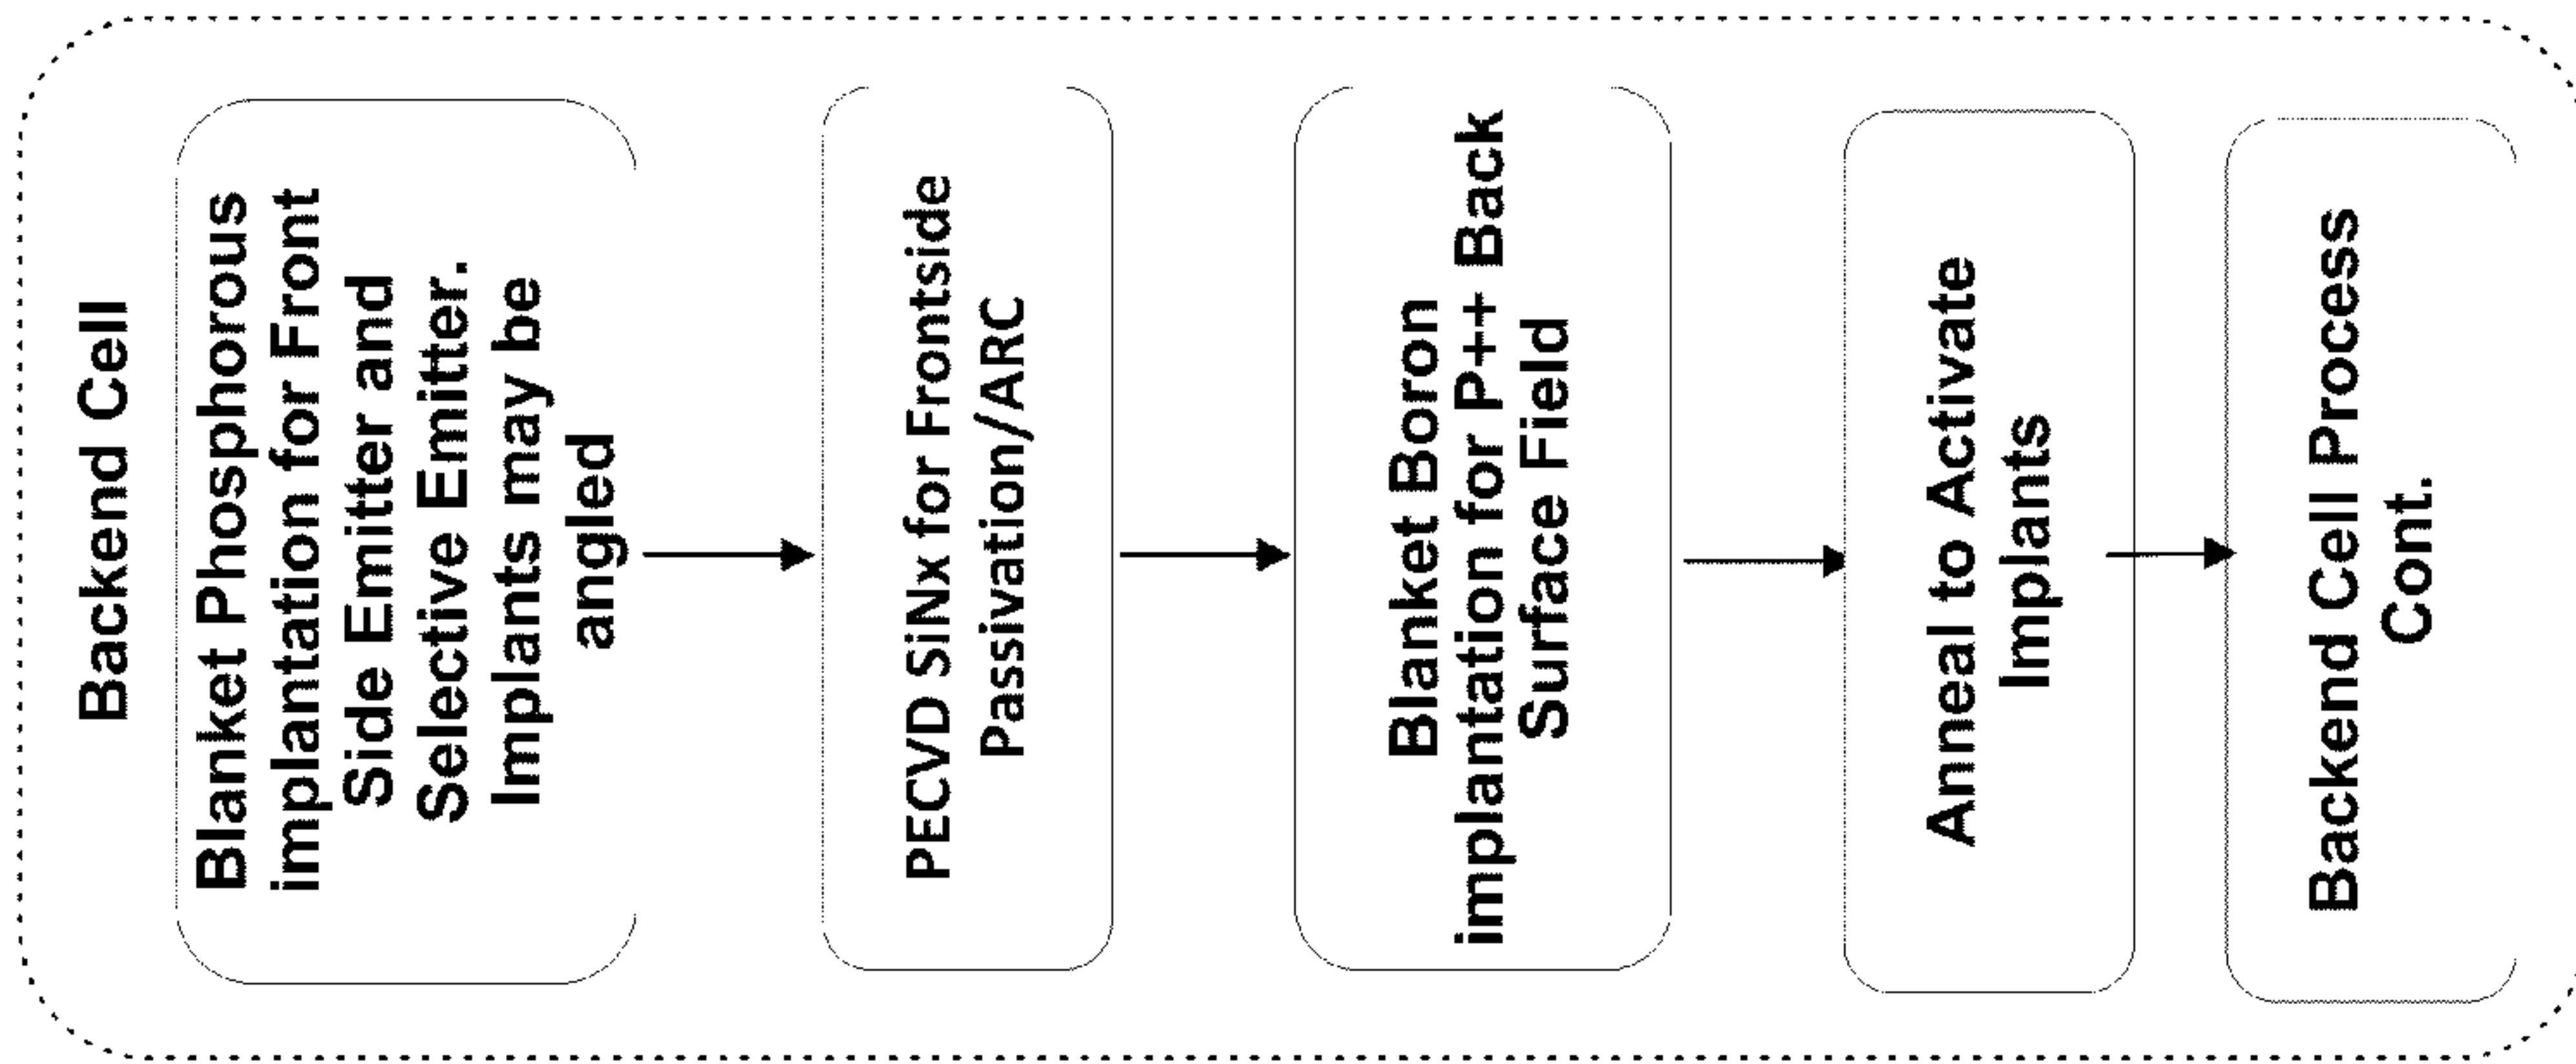 Backend Cell
Blanket Phosphorous
implantation for Front
Side Emitter and
Selective Emitter.
Implants may be
angled
PECVD SiNx for Frontside
Passivation/ARC
Blanket Boron
implantation for P++ Back
Surface Field
Anneal to Activate
Implants
Backend Cell Process
Cont.